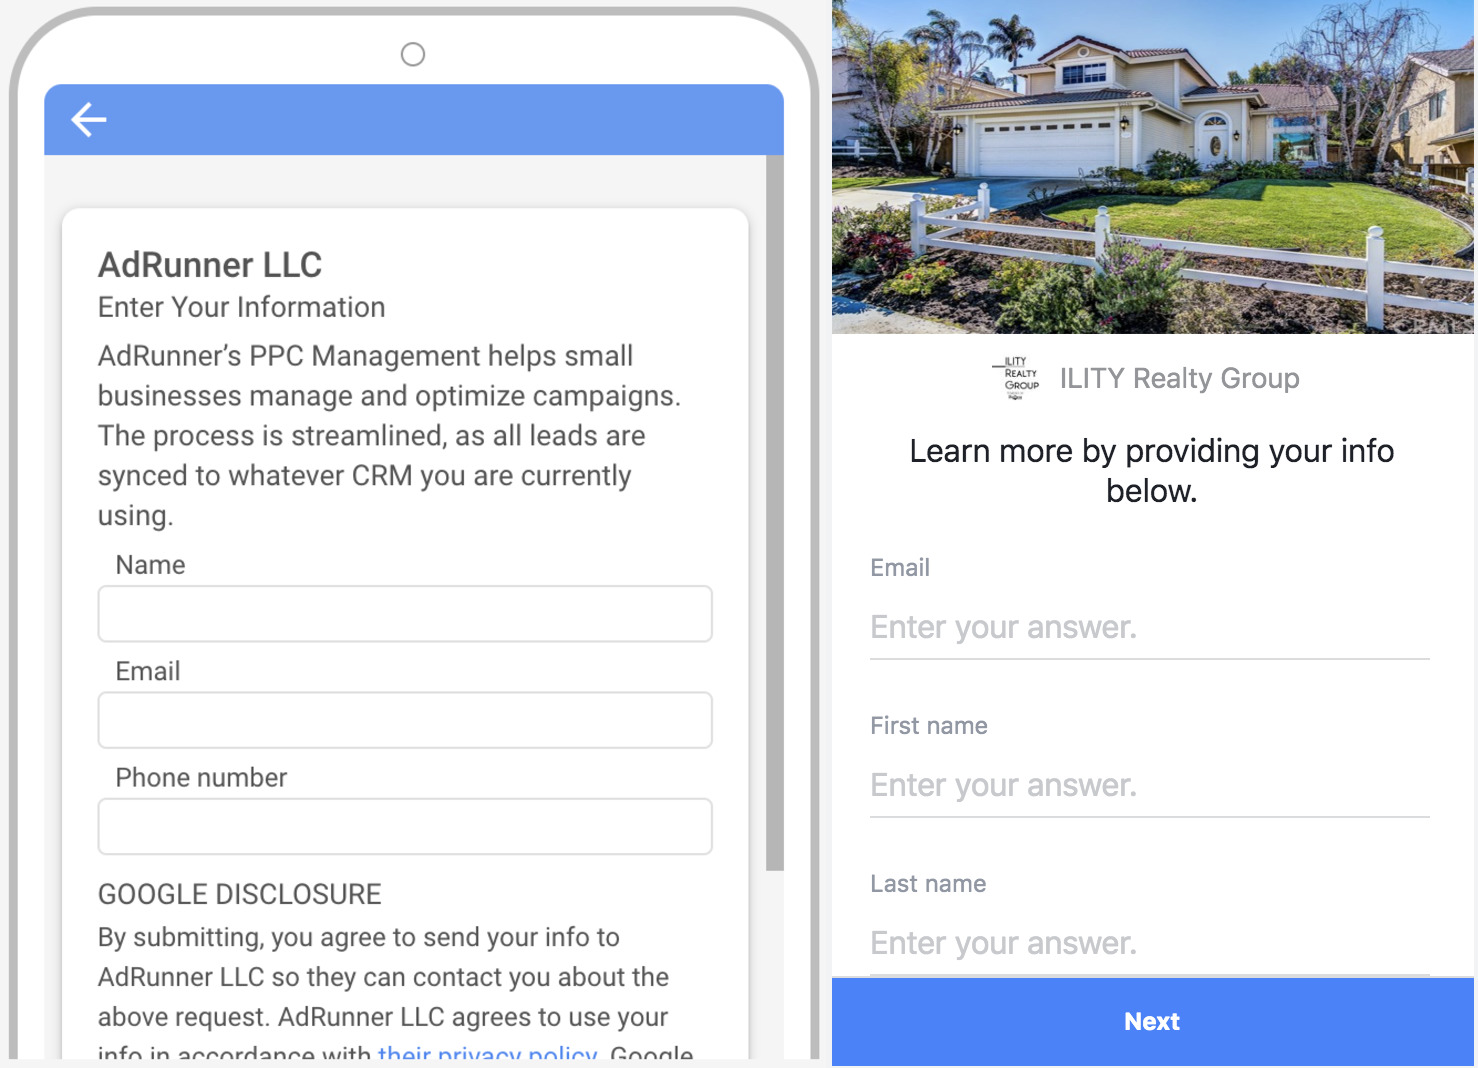 AdRunner LLC
Enter Your Information
AdRunner’s PPC Management helps small
businesses manage and optimize campaigns.
The process is streamlined, as all leads are
synced to whatever CRM you are currently
using.
Name
Email
Phone number
GOOGLE DISCLOSURE
By submitting, you agree to send your info to
AdRunner LLC so they can contact you about the
above request. AdRunner LLC agrees to use your
info in accordance with their privacy policy. Google
CRMLS
ILITY
REALTY
GROUP
ILITY Realty Group
Learn more by providing your info
below.
Email
Enter your answer.
First name
Enter your answer.
Last name
Enter your answer.
Next